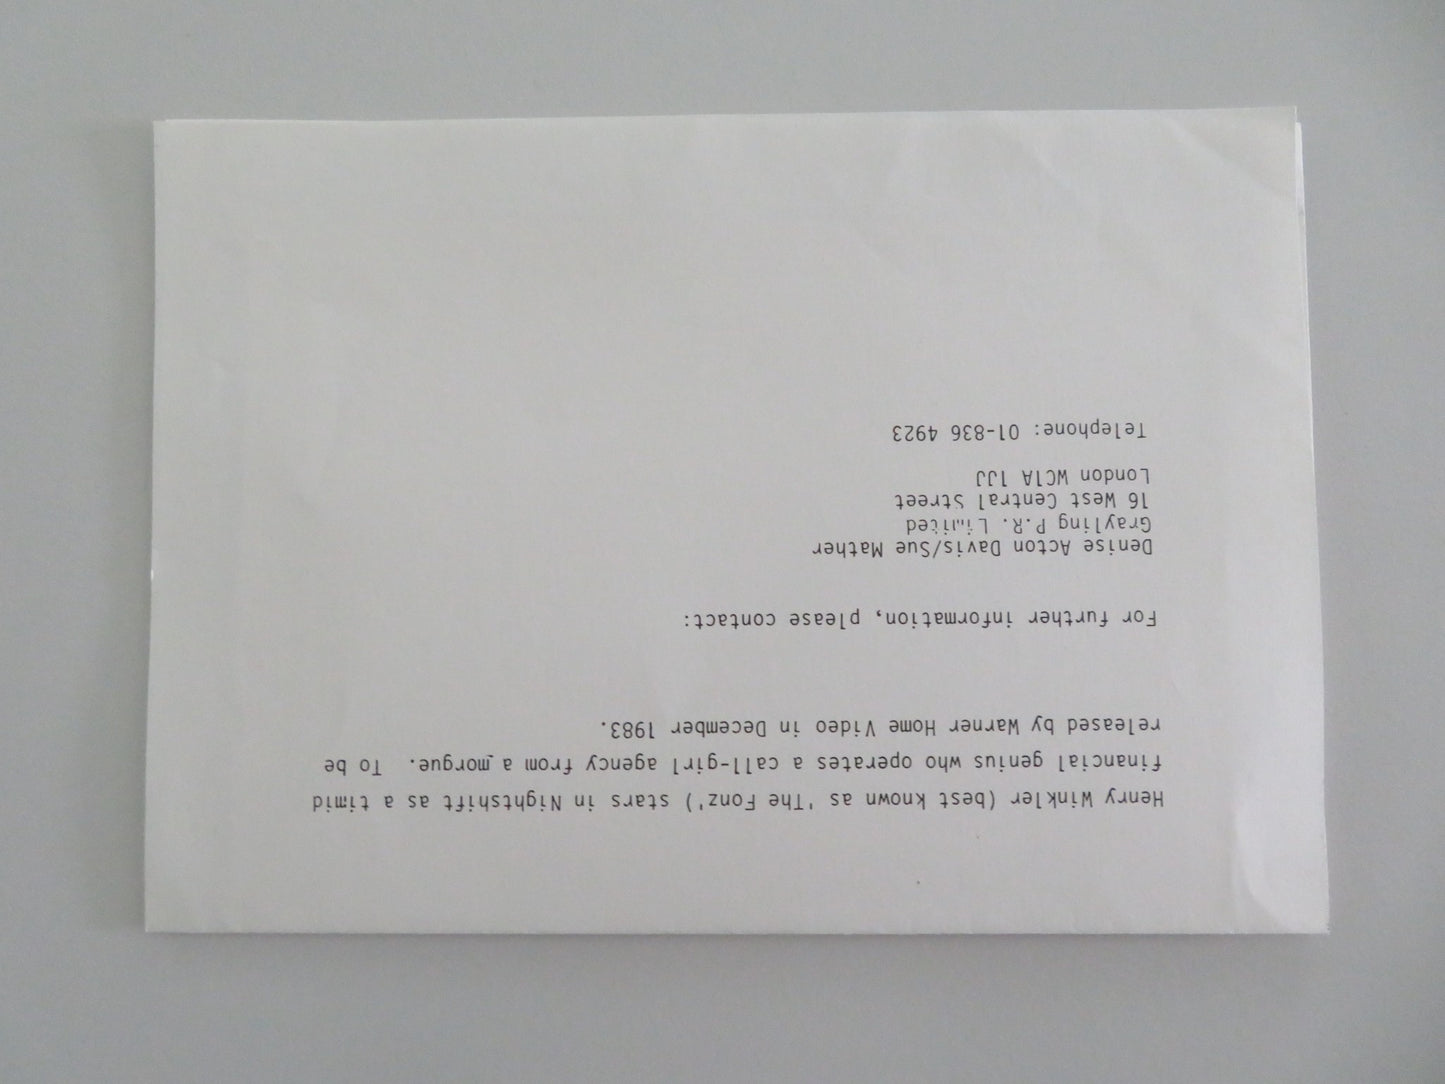 Henry Winkler (best known as 'The Fonz') stars in Nightshift as a timid
financial genius who operates a call-girl agency from a morgue. To be
released by Warner Home Video in December 1983.
For further information, please contact:
Denise Acton Davis/Sue Mather
Grayling P.R. Limited
16 West Central Street
London WC1A 1JJ
Telephone: 01-836 4923